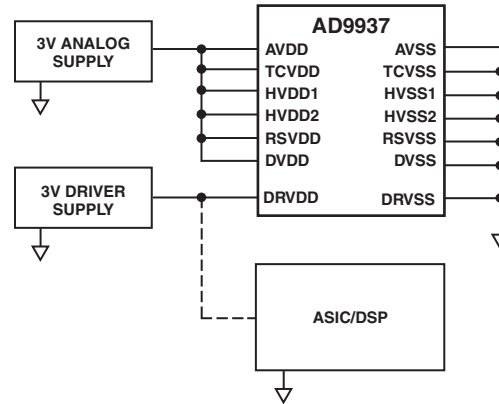 AD9937
3V ANALOG
SUPPLY
AVDD
TCVDD
HVDD1
HVDD2
RSVDD
DVDD
DRVDD
AVSS
TCVSS
HVSS1
HVSS2
RSVSS
DVSS
DRVSS
3V DRIVER
SUPPLY
ASIC/DSP